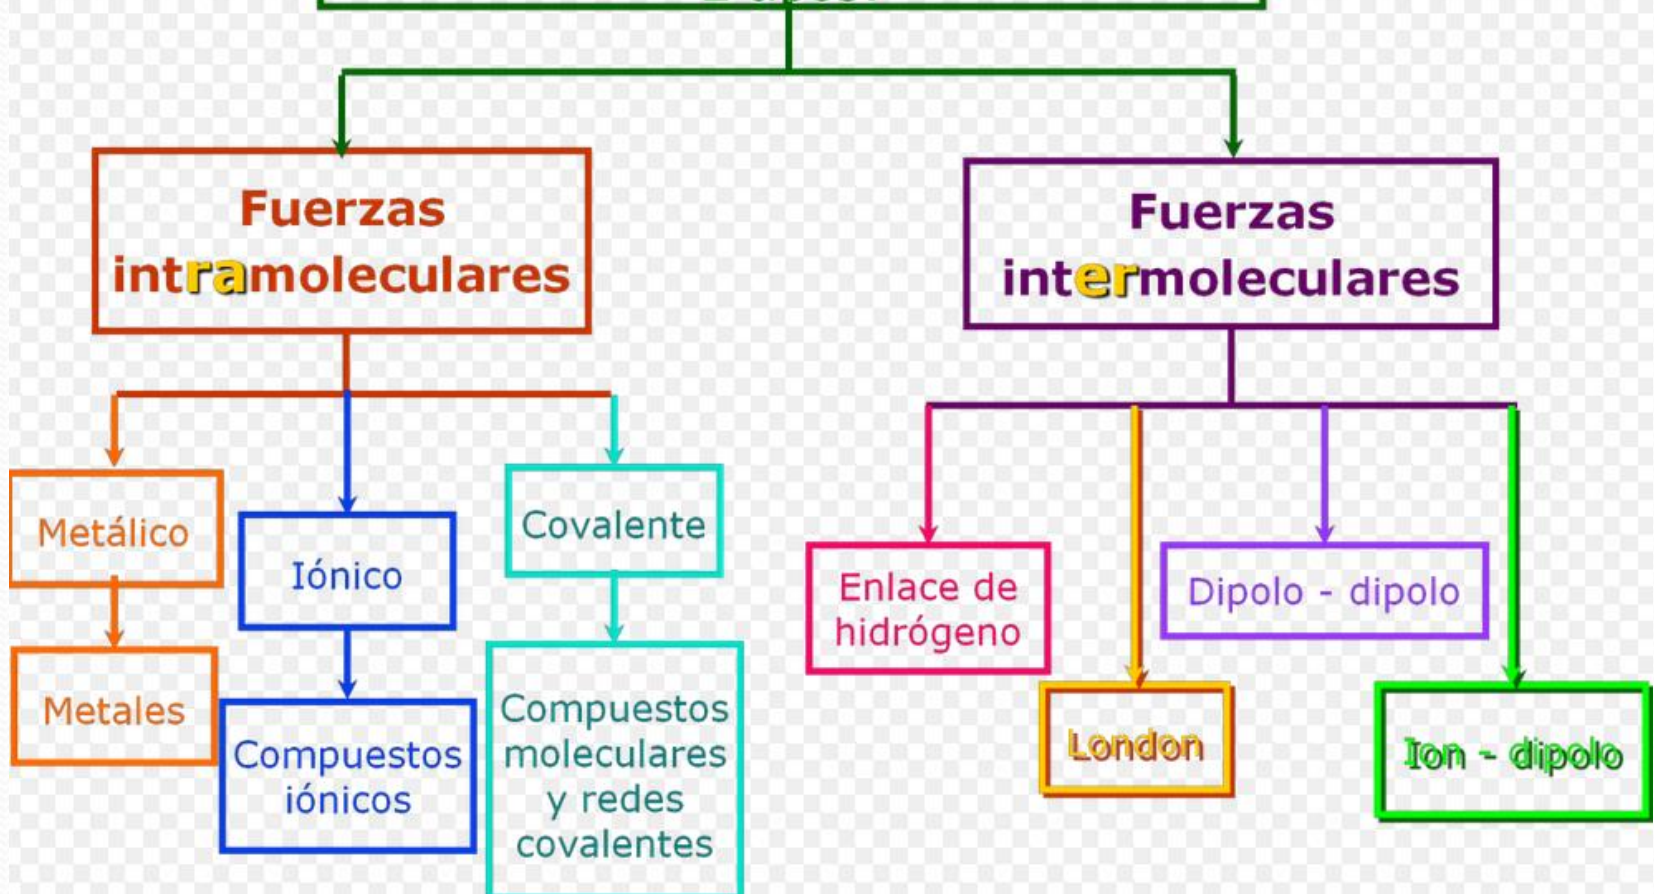 Fuerzas
intramoleculares
Fuerzas
intermoleculares
Metálico
Iónico
Covalente
Metales
Compuestos
iónicos
Compuestos
moleculares
y redes
covalentes
Enlace de
hidrógeno
London
Dipolo - dipolo
Ion - dipolo